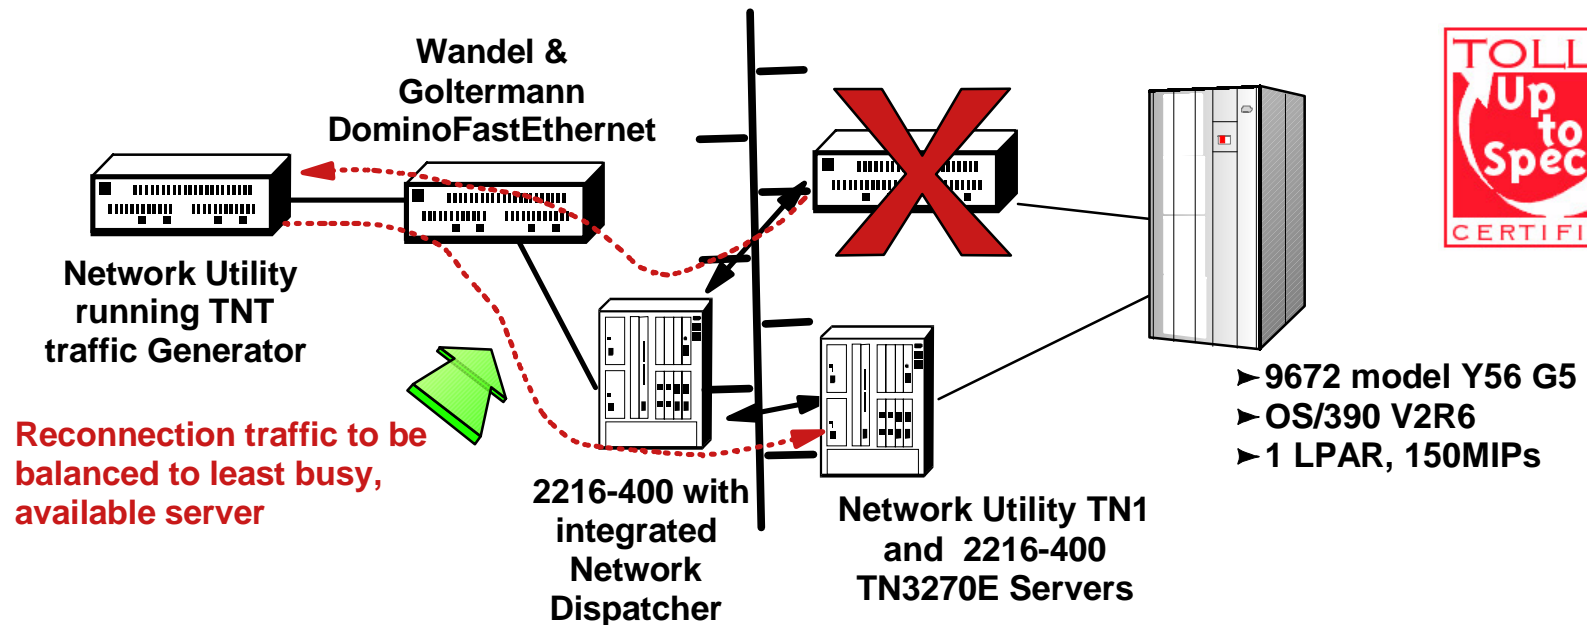 Wandel &
Goltermann
DominoFastEthernet
Network Utility
running TNT
traffic Generator
Reconnection traffic to be
balanced to least busy,
available server
2216-400 with
integrated
Network
Dispatcher
Network Utility TN1
and 2216-400
TN3270E Servers
➢ 9672 model Y56 G5
➢ OS/390 V2R6
➢ 1 LPAR, 150MIPs
TOLL
Up
to
Spec
CERTIFI